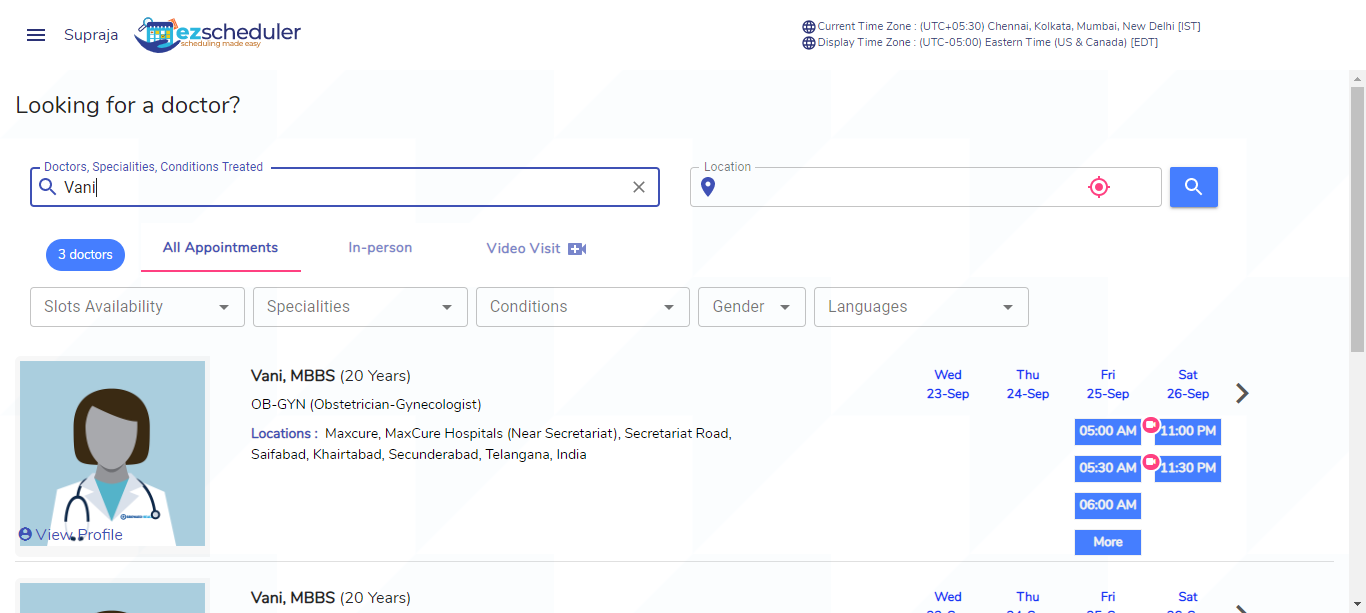 Supraja
ezscheduler
scheduling made easy
Current Time Zone : (UTC+05:30) Chennai, Kolkata, Mumbai, New Delhi [IST]
Display Time Zone : (UTC-05:00) Eastern Time (US & Canada) [EDT]
Looking for a doctor?
Doctors, Specialities, Conditions Treated
Vani
Location
3 doctors
All Appointments
In-person
Video Visit
Slots Availability
Specialities
Conditions
Gender
Languages
Vani, MBBS (20 Years)
OB-GYN (Obstetrician-Gynecologist)
Locations : Maxcure, MaxCure Hospitals (Near Secretariat), Secretariat Road,
Saifabad, Khairtabad, Secunderabad, Telangana, India
View Profile
Wed Thu Fri Sat
23-Sep 24-Sep 25-Sep 26-Sep
05:00 AM 11:00 PM
05:30 AM 11:30 PM
06:00 AM
More
Vani, MBBS (20 Years)
Wed Thu Fri Sat